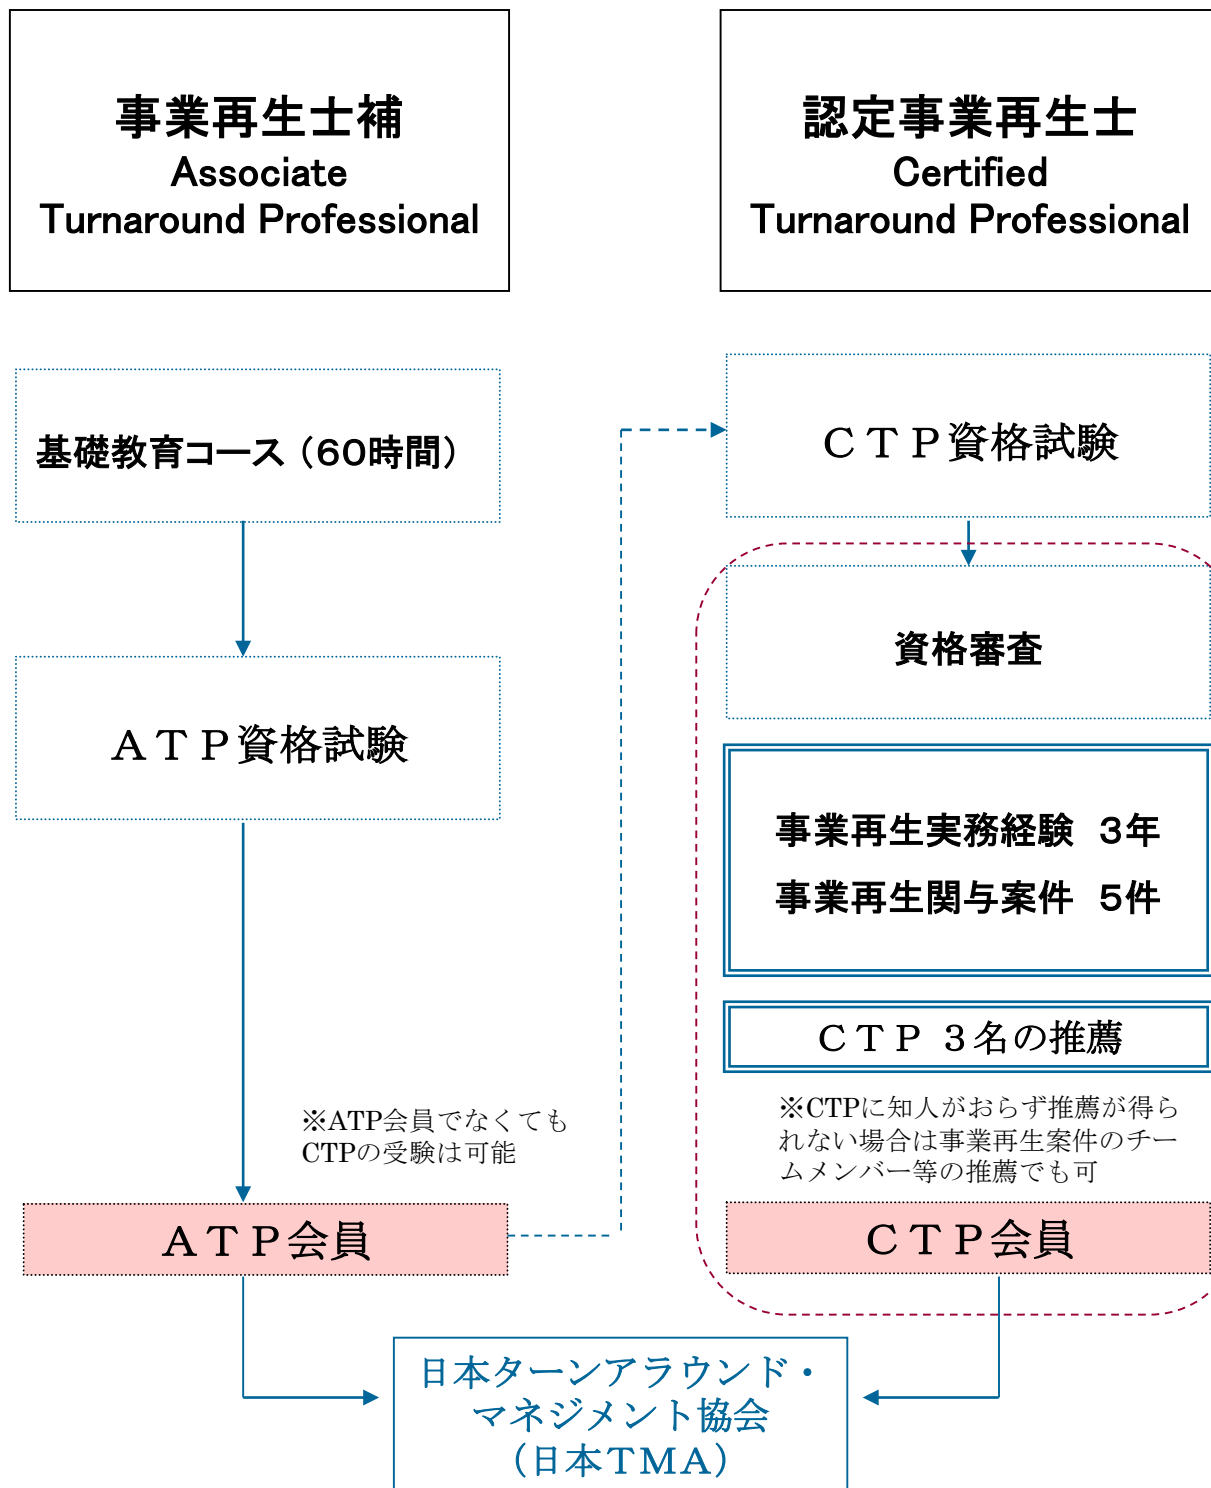 事業再生士補
Associate
Turnaround Professional
認定事業再生士
Certified
Turnaround Professional
基礎教育コース（60時間）
ＡＴＰ資格試験
※ATP会員でなくても
CTPの受験は可能
ＡＴＰ会員
ＣＴＰ資格試験
資格審査
事業再生実務経験　3年
事業再生関与案件　5件
ＣＴＰ ３名の推薦
※CTPに知人がおらず推薦が得ら
れない場合は事業再生案件のチー
ムメンバー等の推薦でも可
ＣＴＰ会員
日本ターンアラウンド・
マネジメント協会
（日本ＴＭＡ）